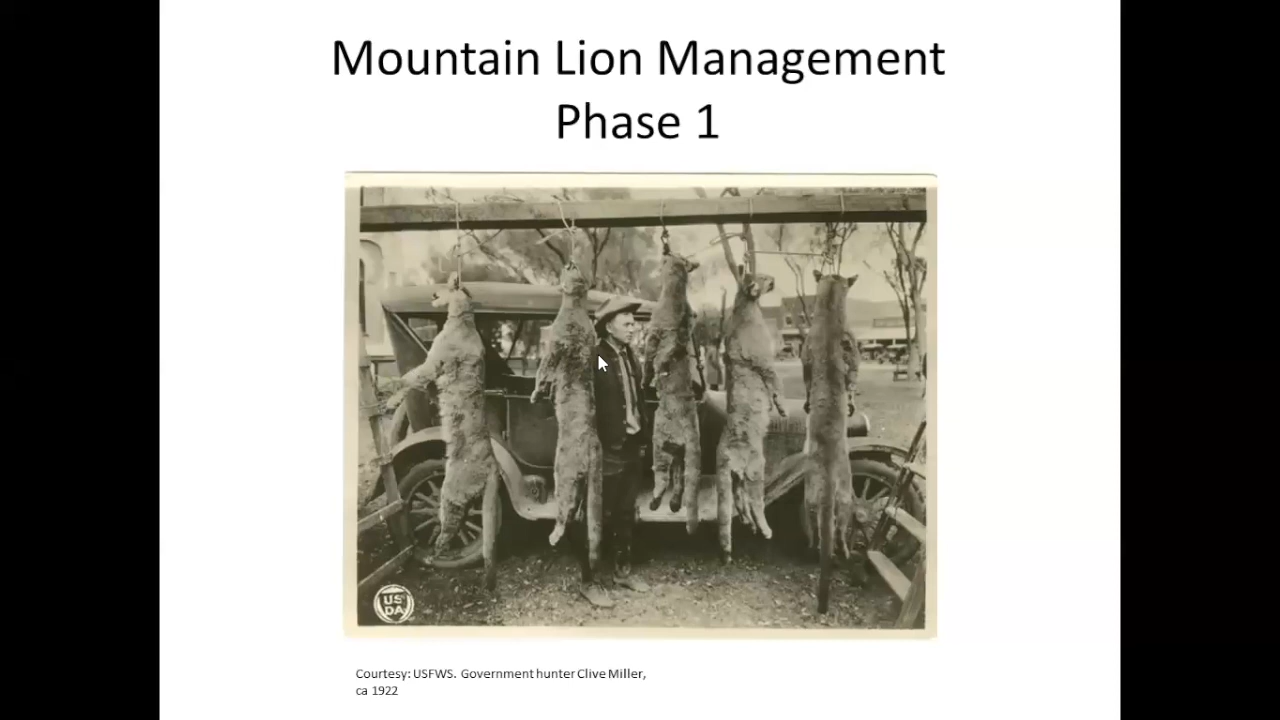 Mountain Lion Management
Phase 1
US
DA
Courtesy: USFWS. Government hunter Clive Miller,
ca 1922